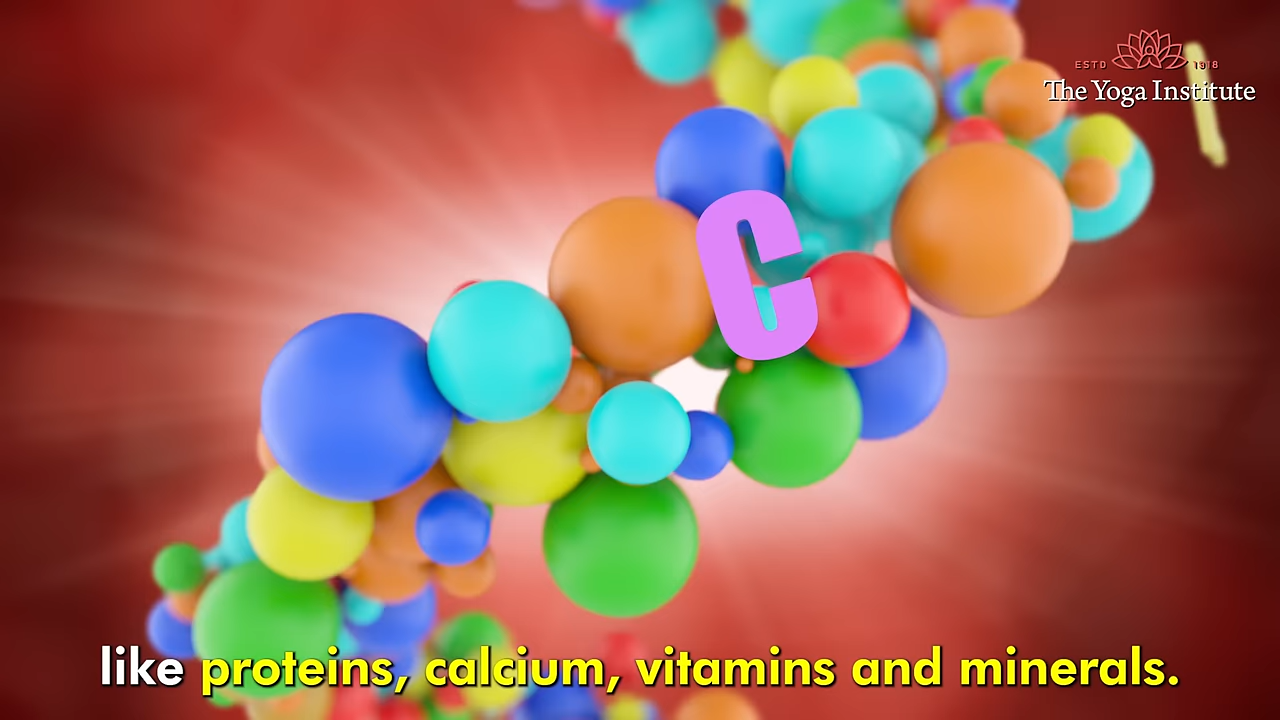 ESTD 1918
The Yoga Institute
C
like proteins, calcium, vitamins and minerals.